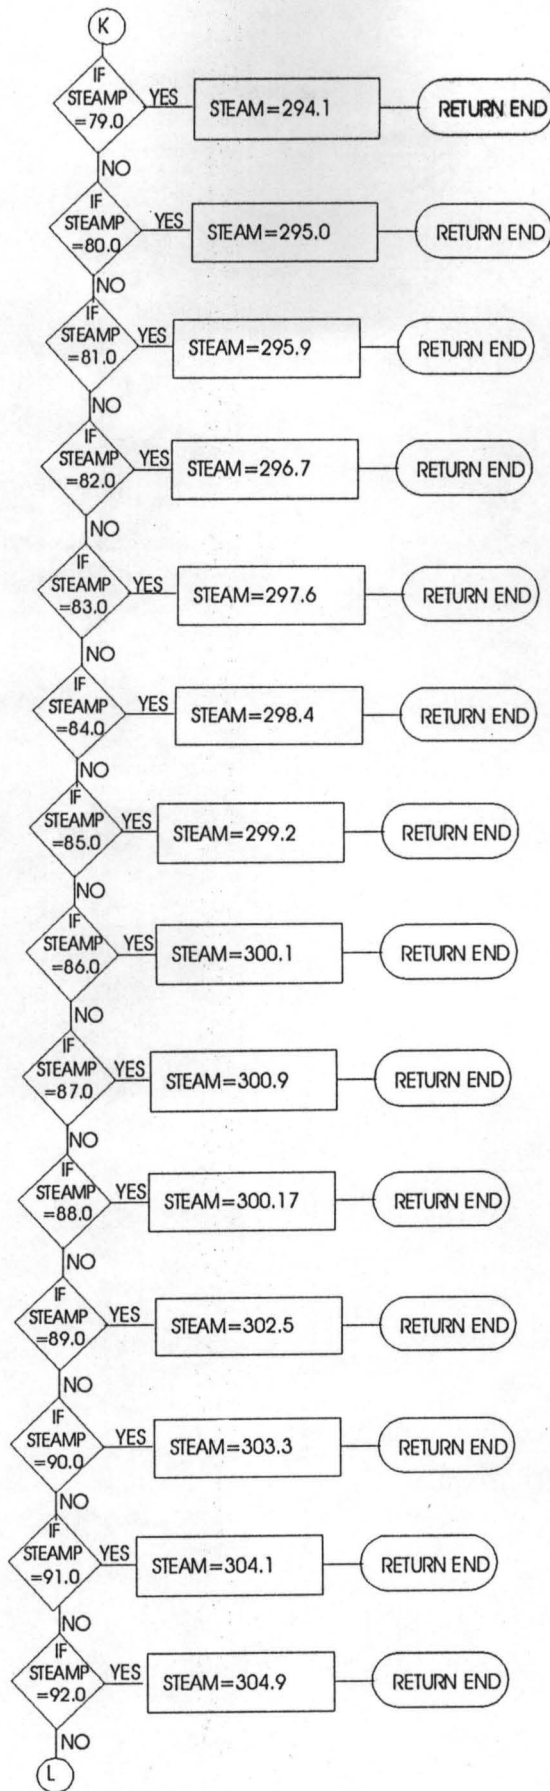 K
IF
STEAMP
=79.0
YES
STEAM=294.1
RETURN END
NO
IF
STEAMP
=80.0
YES
STEAM=295.0
RETURN END
NO
IF
STEAMP
=81.0
YES
STEAM=295.9
RETURN END
NO
IF
STEAMP
=82.0
YES
STEAM=296.7
RETURN END
NO
IF
STEAMP
=83.0
YES
STEAM=297.6
RETURN END
NO
IF
STEAMP
=84.0
YES
STEAM=298.4
RETURN END
NO
IF
STEAMP
=85.0
YES
STEAM=299.2
RETURN END
NO
IF
STEAMP
=86.0
YES
STEAM=300.1
RETURN END
NO
IF
STEAMP
=87.0
YES
STEAM=300.9
RETURN END
NO
IF
STEAMP
=88.0
YES
STEAM=300.17
RETURN END
NO
IF
STEAMP
=89.0
YES
STEAM=302.5
RETURN END
NO
IF
STEAMP
=90.0
YES
STEAM=303.3
RETURN END
NO
IF
STEAMP
=91.0
YES
STEAM=304.1
RETURN END
NO
IF
STEAMP
=92.0
YES
STEAM=304.9
RETURN END
NO
L